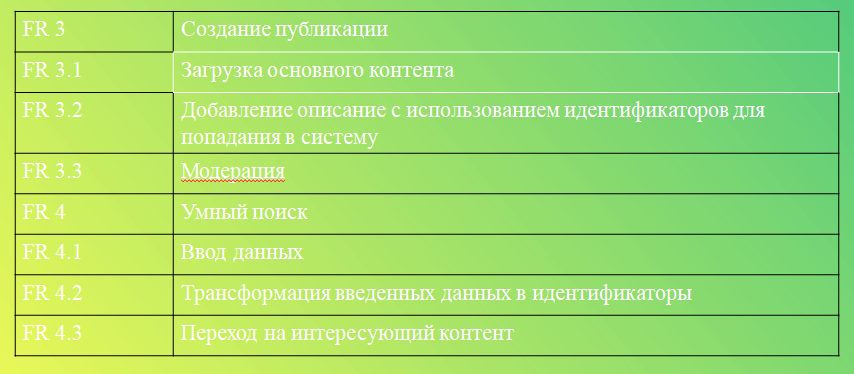 FR 3 Создание публикации
FR 3.1 Загрузка основного контента
FR 3.2 Добавление описание с использованием идентификаторов для
попадания в систему
FR 3.3 Модерация
FR 4 Умный поиск
FR 4.1 Ввод данных
FR 4.2 Трансформация введенных данных в идентификаторы
FR 4.3 Переход на интересующий контент